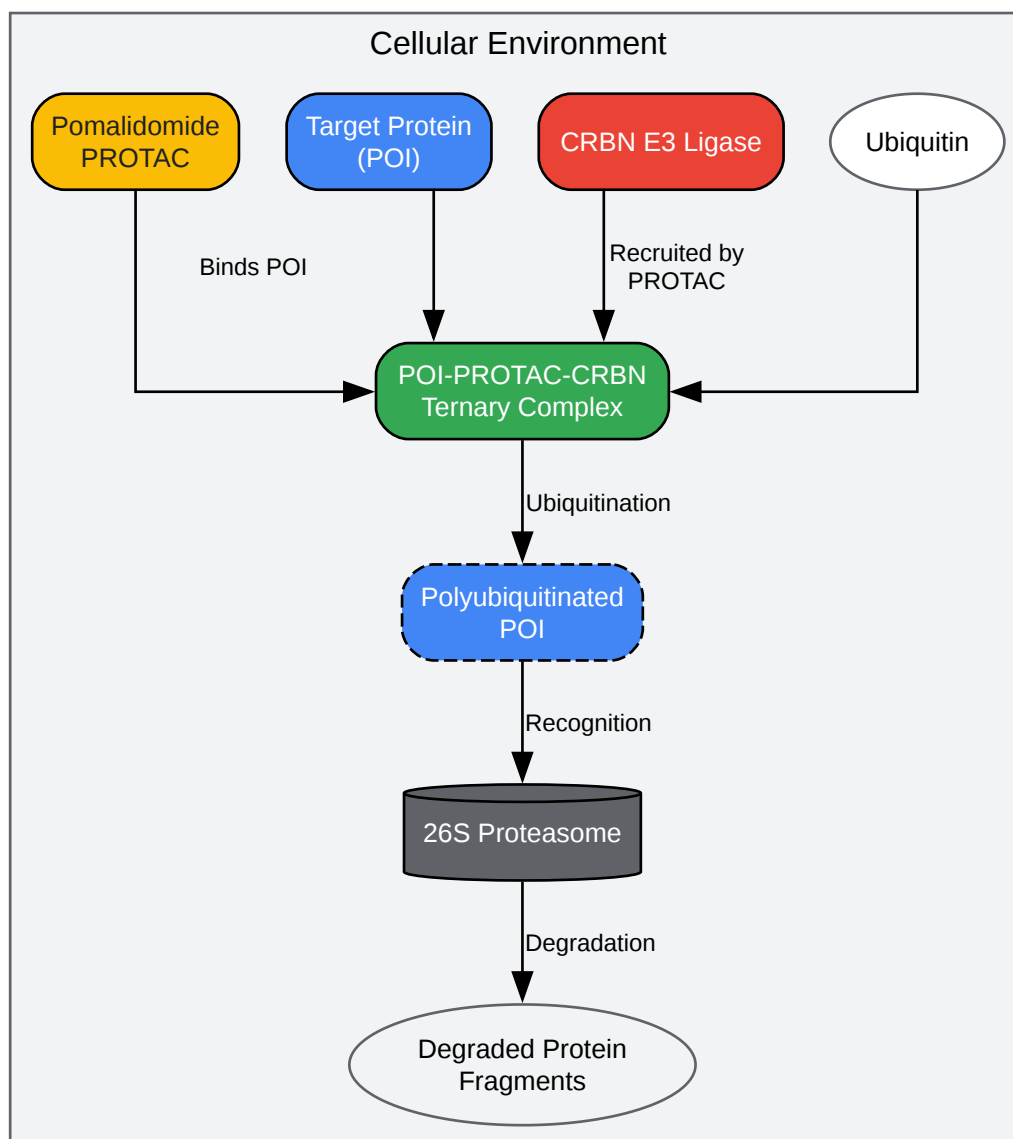 Cellular Environment
Pomalidomide
PROTAC
Target Protein
(POI)
CRBN E3 Ligase
Ubiquitin
Binds POI
Recruited by
PROTAC
POI-PROTAC-CRBN
Ternary Complex
Ubiquitination
Polyubiquitinated
POI
Recognition
26S Proteasome
Degradation
Degraded Protein
Fragments